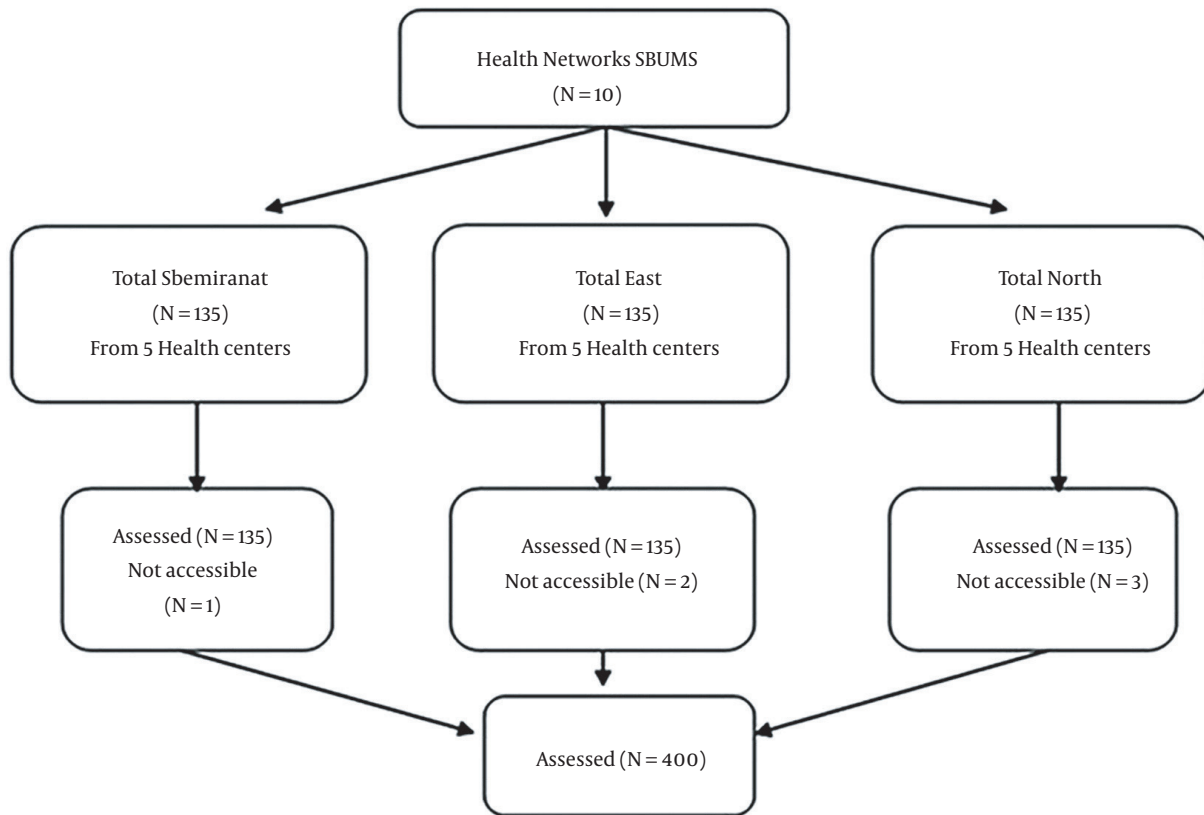 Health Networks SBUMS
(N = 10)
Total Sbemiranat
(N = 135)
From 5 Health centers
Total East
(N = 135)
From 5 Health centers
Total North
(N = 135)
From 5 Health centers
Assessed (N = 135)
Not accessible
(N = 1)
Assessed (N = 135)
Not accessible (N = 2)
Assessed (N = 135)
Not accessible (N = 3)
Assessed (N = 400)